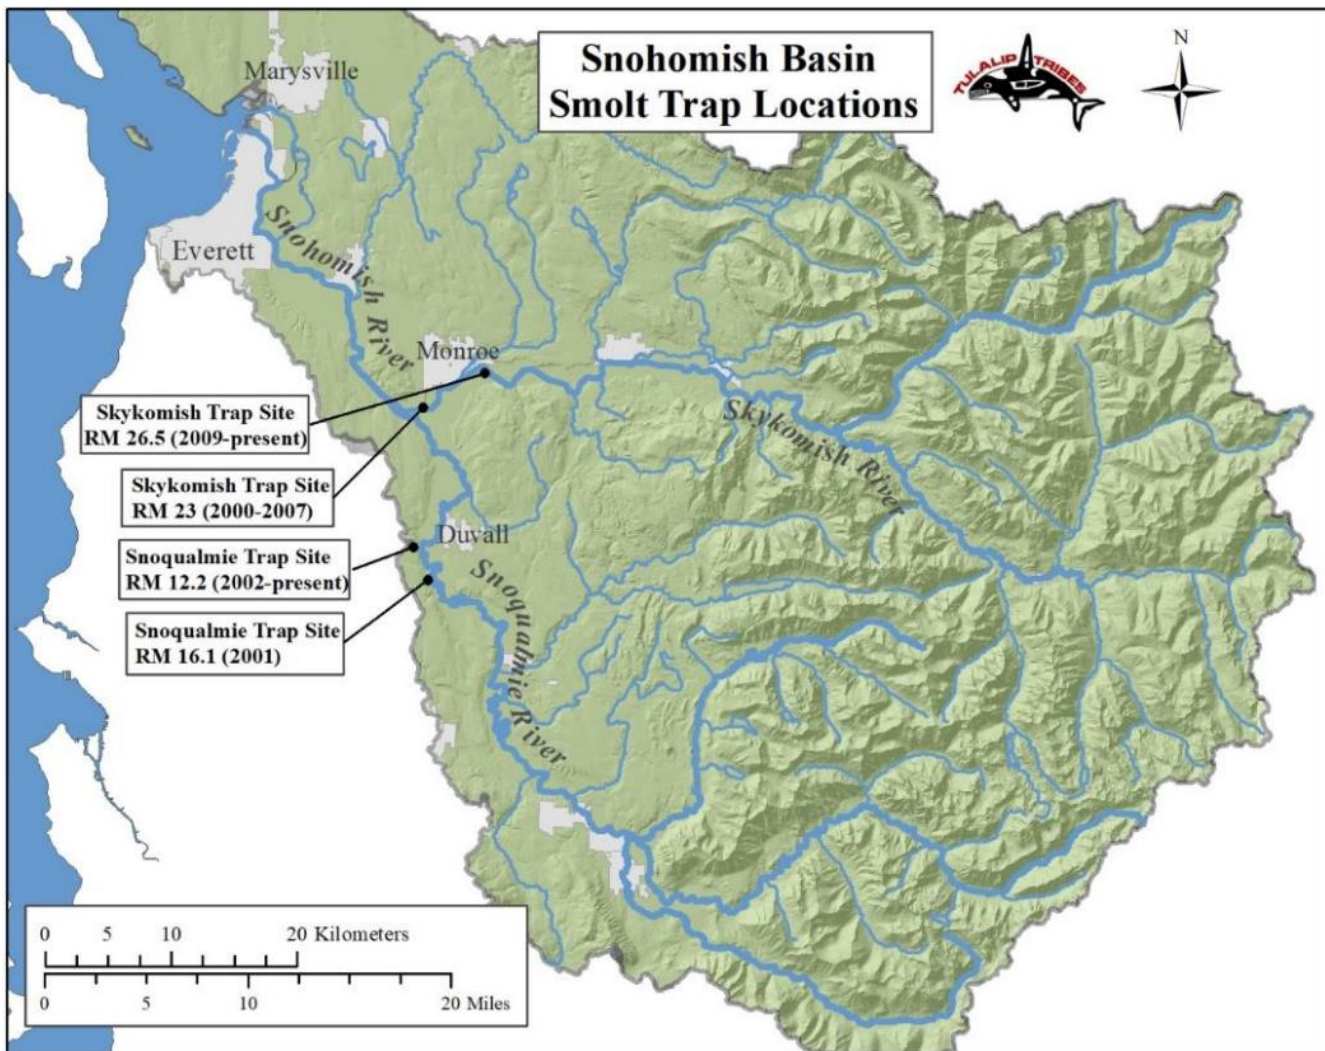 Snohomish Basin
Smolt Trap Locations
TULALIP TRIBES
N
Marysville
Everett
Snohomish River
Monroe
Skykomish Trap Site
RM 26.5 (2009-present)
Skykomish River
Skykomish Trap Site
RM 23 (2000-2007)
Duvall
Snoqualmie Trap Site
RM 12.2 (2002-present)
Snoqualmie River
Snoqualmie Trap Site
RM 16.1 (2001)
0 5 10 20 Kilometers
0 5 10 20 Miles